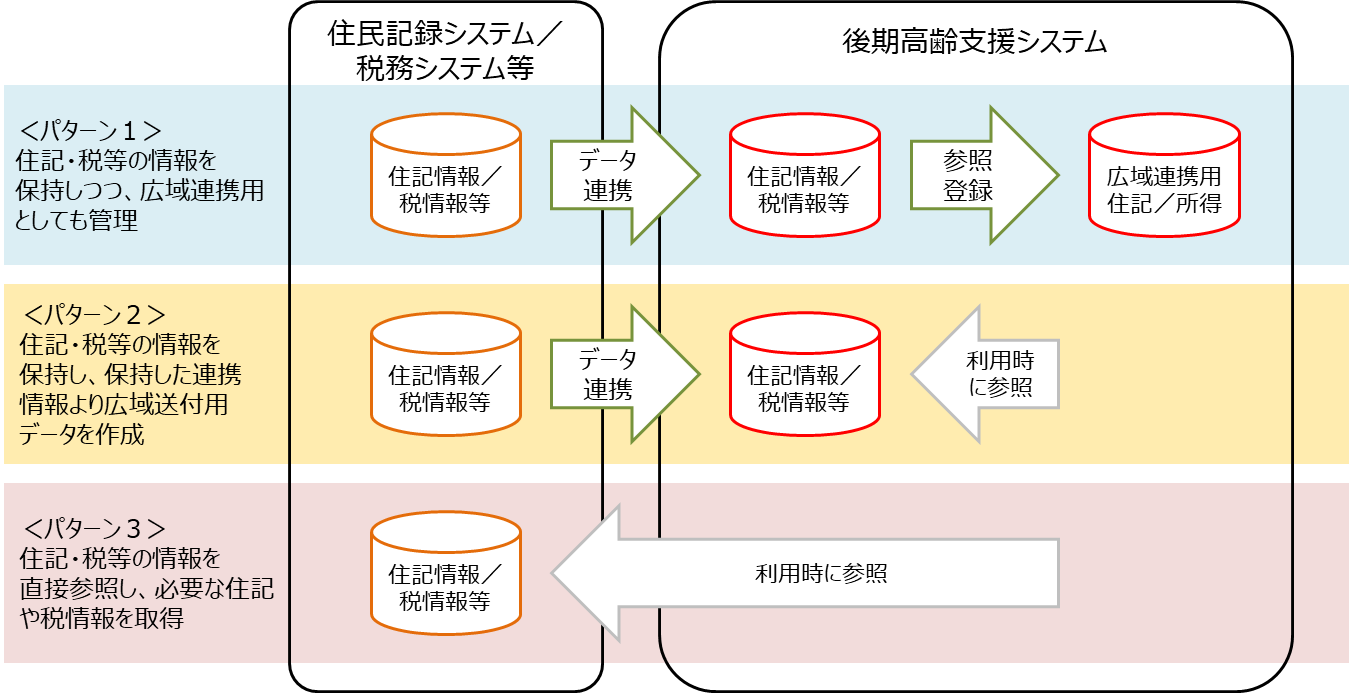 住民記録システム／
税務システム等
後期高齢支援システム
＜パターン１＞
住記・税等の情報を
保持しつつ、広域連携用
としても管理
住記情報／
税情報等
データ
連携
住記情報／
税情報等
参照
登録
広域連携用
住記／所得
＜パターン２＞
住記・税等の情報を
保持し、保持した連携
情報より広域送付用
データを作成
住記情報／
税情報等
データ
連携
住記情報／
税情報等
利用時
に参照
＜パターン３＞
住記・税等の情報を
直接参照し、必要な住記
や税情報を取得
住記情報／
税情報等
利用時に参照